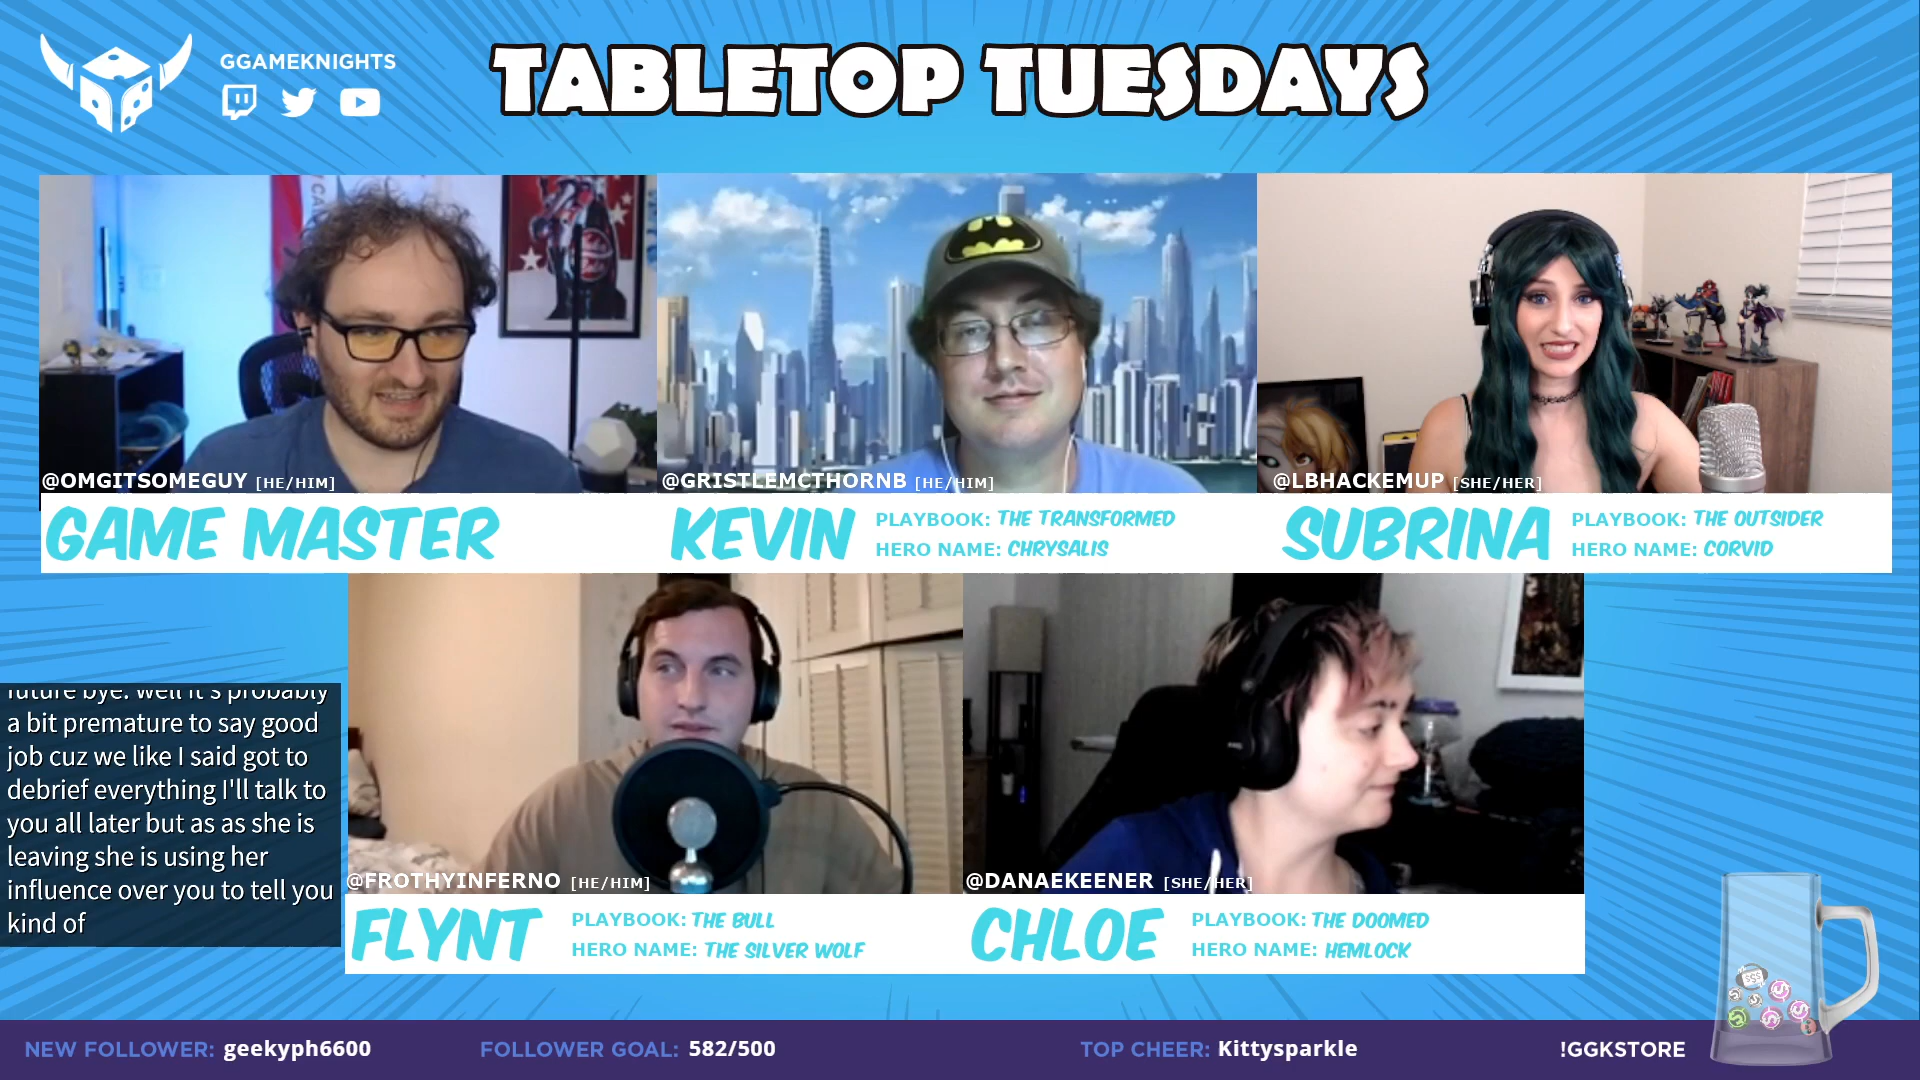 GGAMEKNIGHTS
TABLETOP TUESDAYS
@OMGITSOMEGUY [HE/HIM]
GAME MASTER
@GRISTLEMCTHORNB [HE/HIM]
KEVIN
PLAYBOOK: THE TRANSFORMED
HERO NAME: CHRYSALIS
@LBHACKEMUP [SHE/HER]
SUBRINA
PLAYBOOK: THE OUTSIDER
HERO NAME: CORVID
future bye. well it's probably
a bit premature to say good
job cuz we like I said got to
debrief everything I'll talk to
you all later but as as she is
leaving she is using her
influence over you to tell you
kind of
@FROTHYINFERNO [HE/HIM]
FLYNT
PLAYBOOK: THE BULL
HERO NAME: THE SILVER WOLF
@DANAEKEENER [SHE/HER]
CHLOE
PLAYBOOK: THE DOOMED
HERO NAME: HEMLOCK
NEW FOLLOWER: geekyph6600
FOLLOWER GOAL: 582/500
TOP CHEER: Kittysparkle
!GGKSTORE